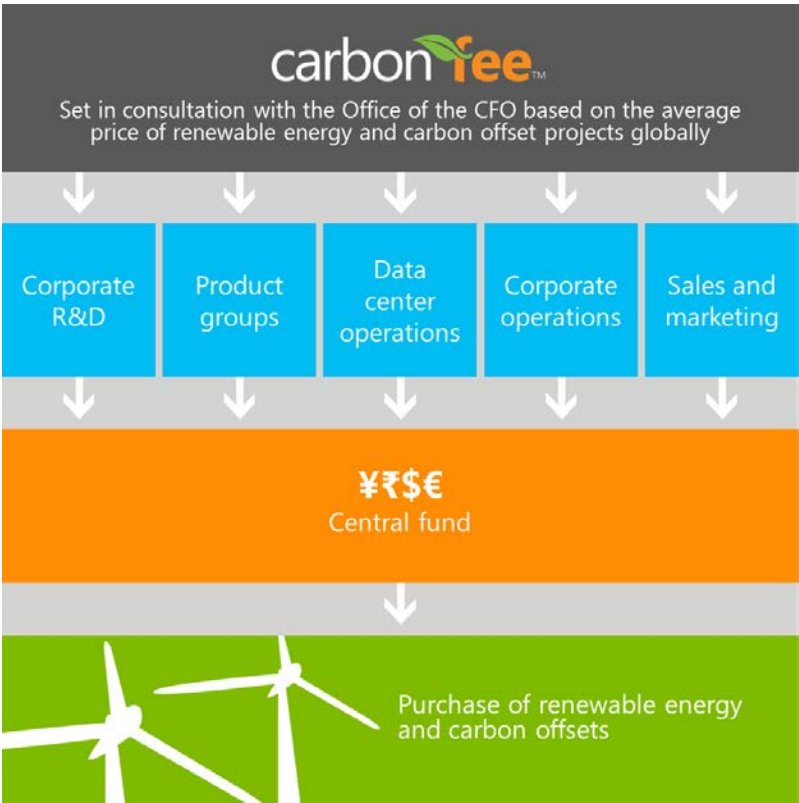 carbon fee™
Set in consultation with the Office of the CFO based on the average
price of renewable energy and carbon offset projects globally
Corporate
R&D
Product
groups
Data
center
operations
Corporate
operations
Sales and
marketing
¥₹$€
Central fund
Purchase of renewable energy
and carbon offsets